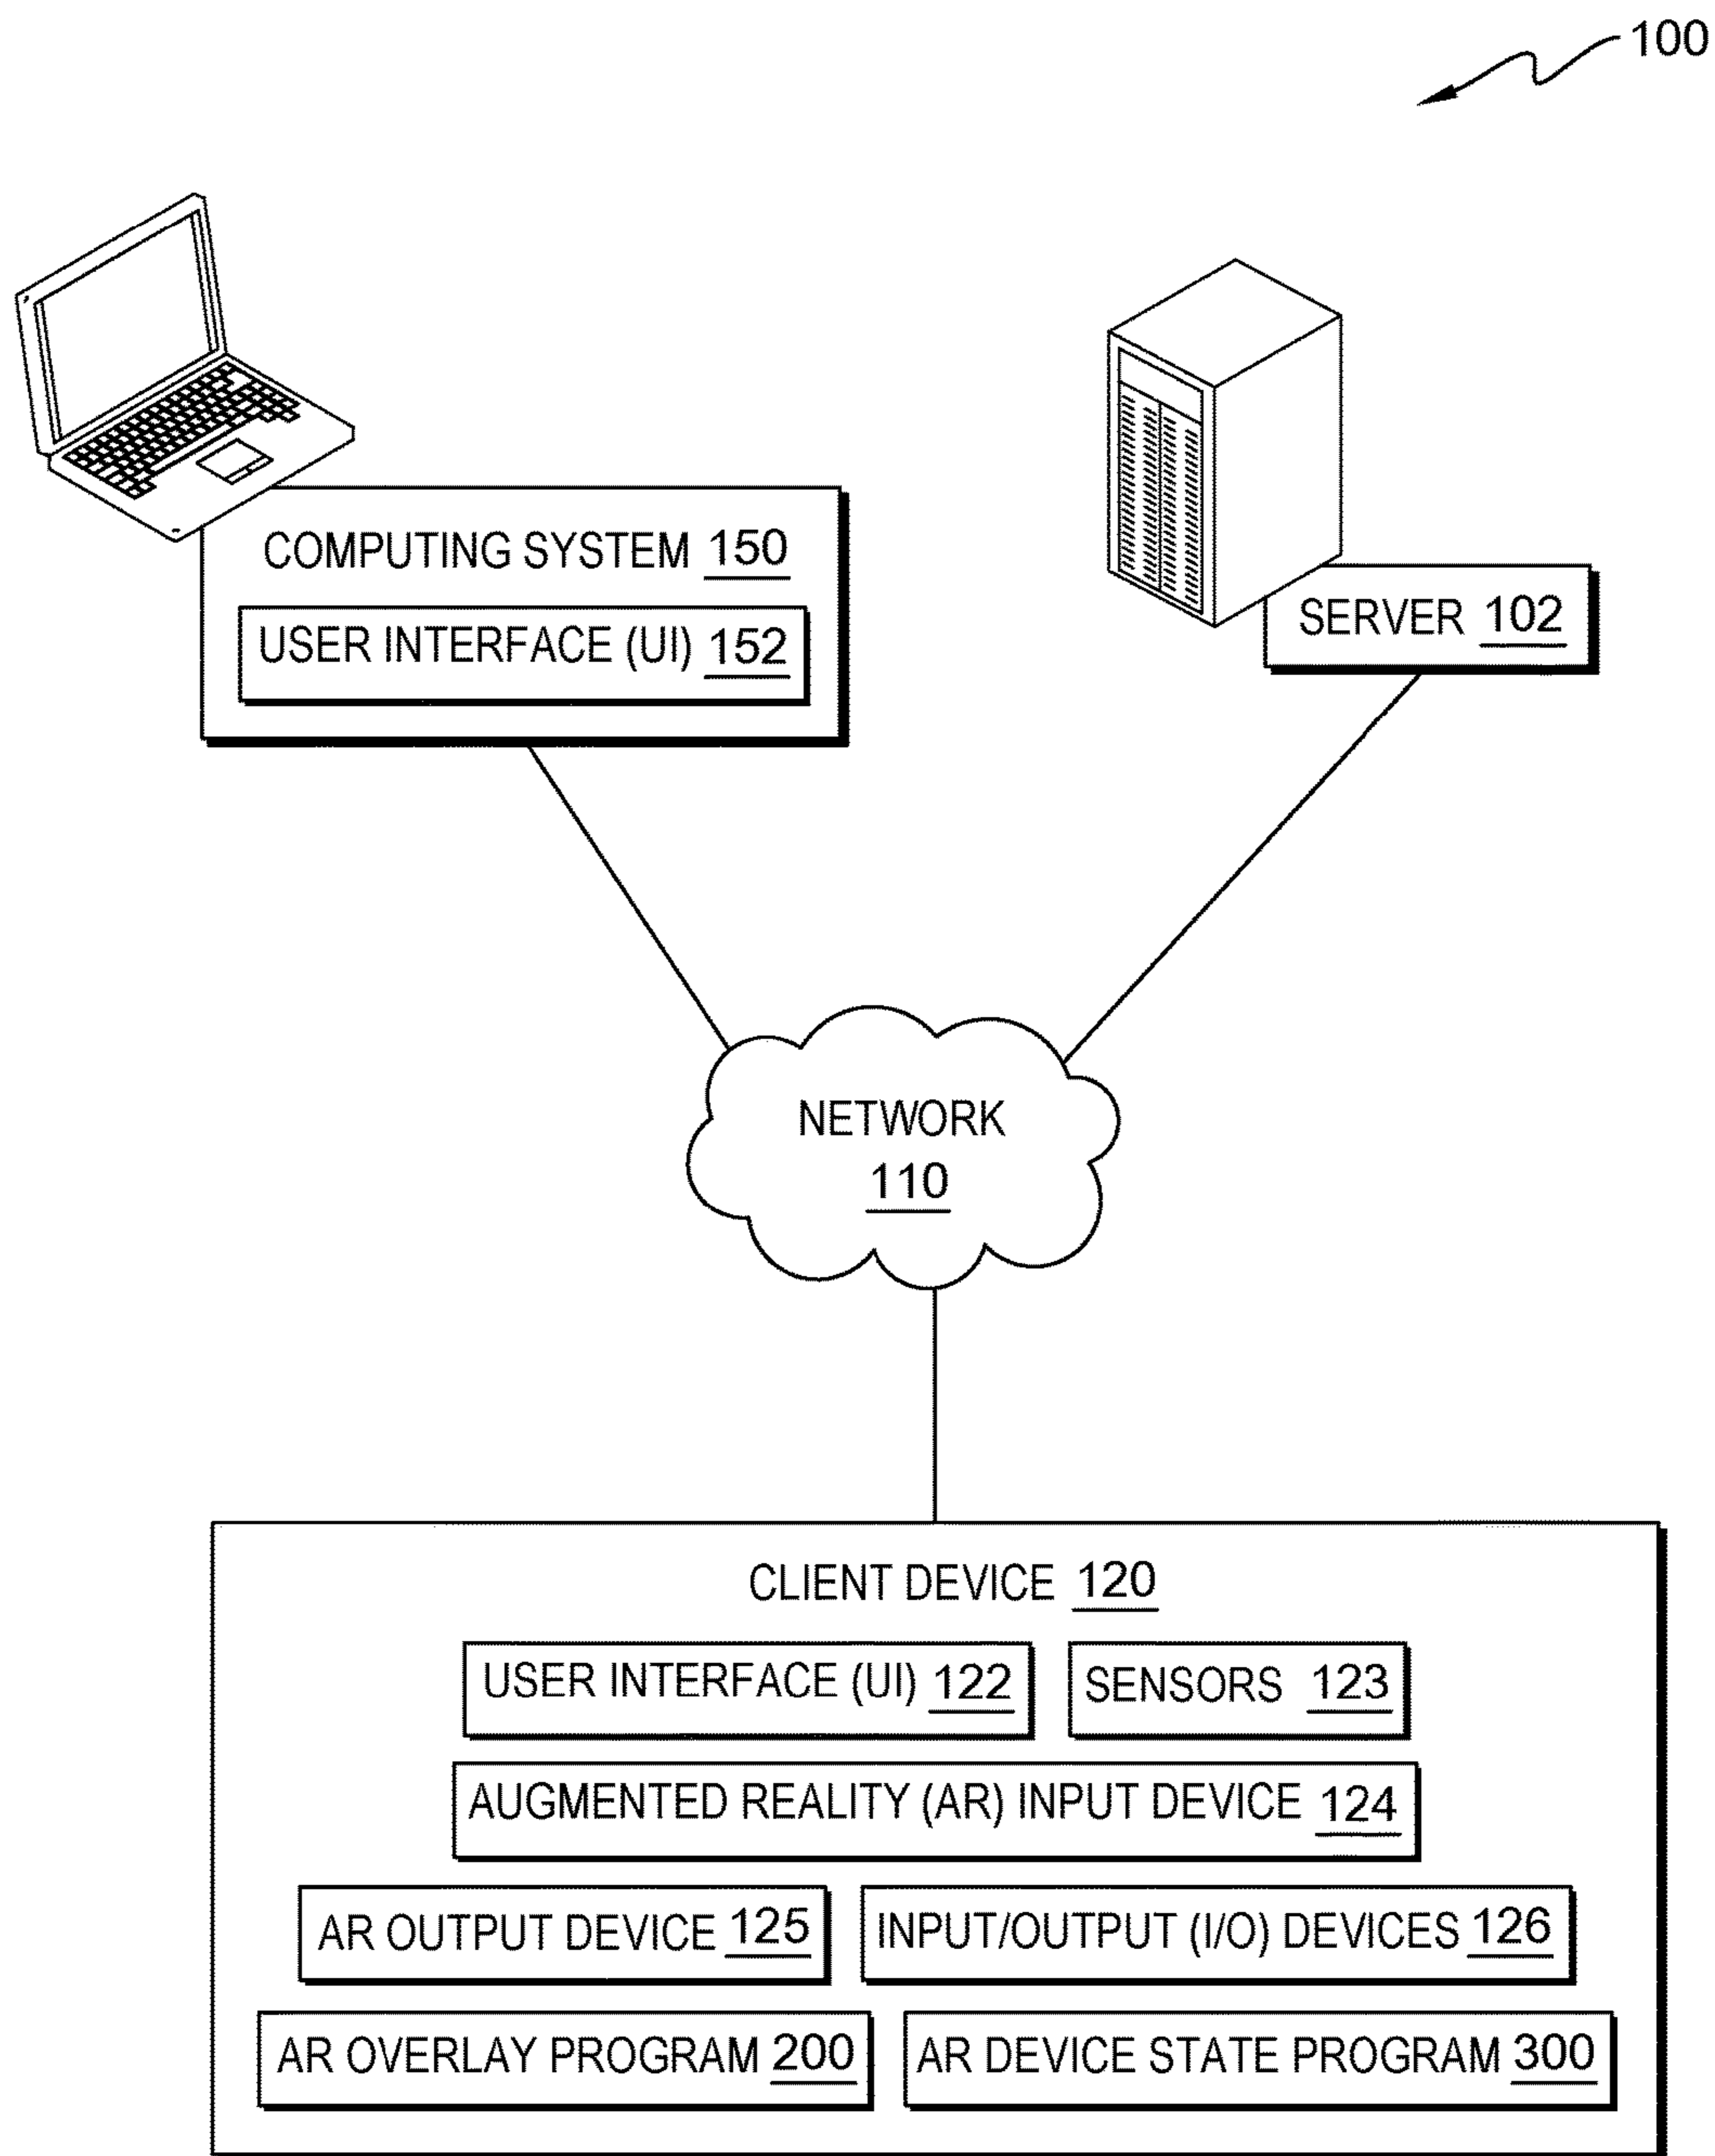 100
COMPUTING SYSTEM 150
USER INTERFACE (UI) 152
SERVER 102
NETWORK
110
CLIENT DEVICE 120
USER INTERFACE (UI) 122
SENSORS 123
AUGMENTED REALITY (AR) INPUT DEVICE 124
AR OUTPUT DEVICE 125
INPUT/OUTPUT (I/O) DEVICES 126
AR OVERLAY PROGRAM 200
AR DEVICE STATE PROGRAM 300